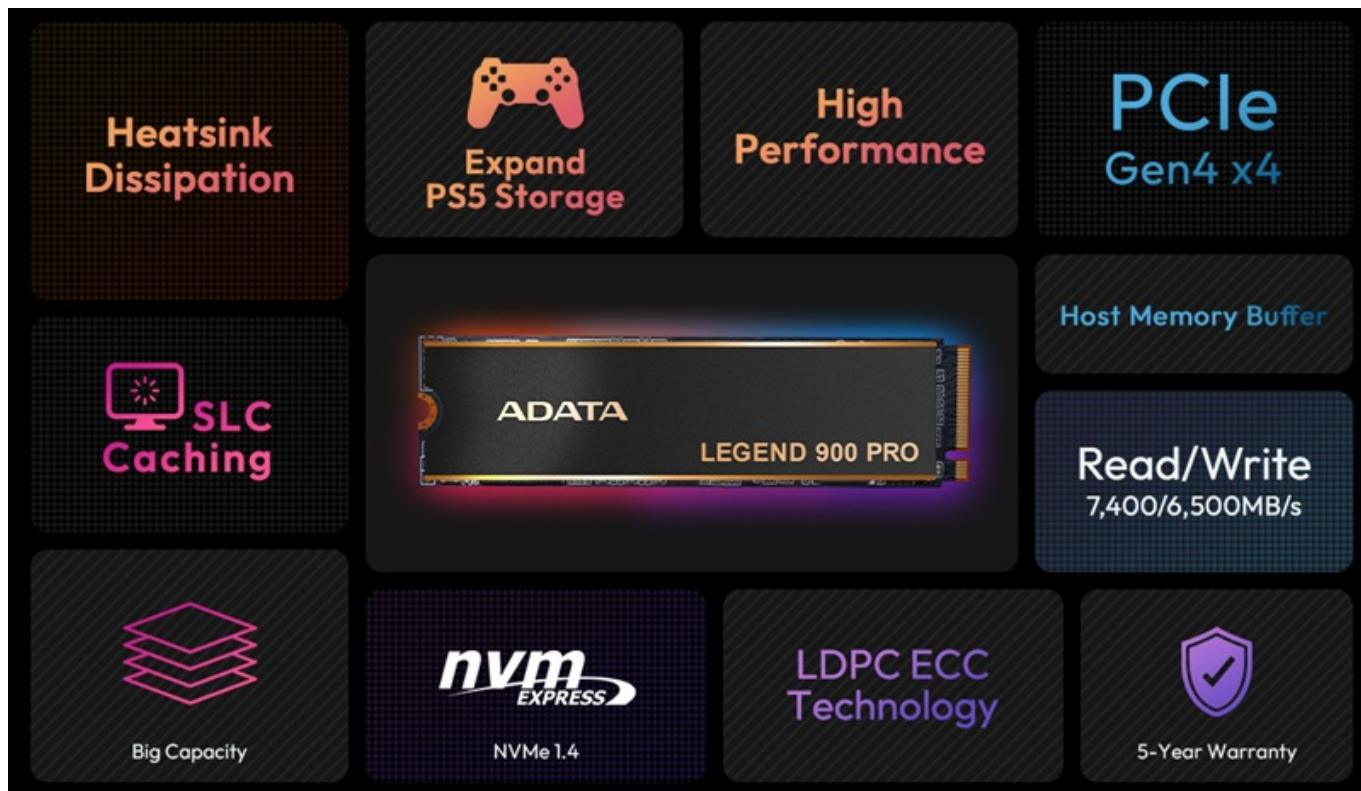 Heatsink
Dissipation
Expand
PS5 Storage
High
Performance
PCIe
Gen4 x4
Host Memory Buffer
SLC
Caching
ADATA
LEGEND 900 PRO
Read/Write
7,400/6,500MB/s
Big Capacity
nvm
EXPRESS
NVMe 1.4
LDPC ECC
Technology
5-Year Warranty